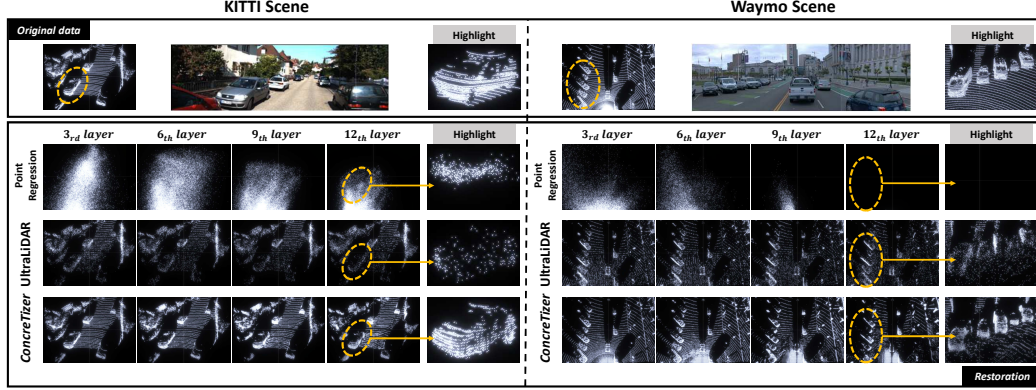 KITTI Scene
Waymo Scene
Original data
Highlight
Highlight
3rd layer
6th layer
9th layer
12th layer
Highlight
3rd layer
6th layer
9th layer
12th layer
Highlight
Point
Regression
Point
Regression
UltraLiDAR
UltraLiDAR
ConcreTizer
ConcreTizer
Restoration